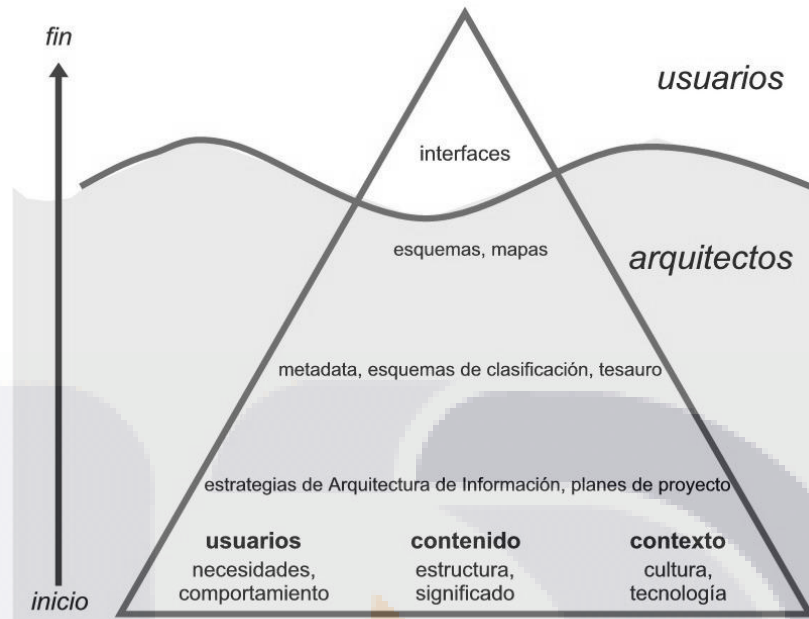 fin
usuarios
interfaces
esquemas, mapas
arquitectos
metadata, esquemas de clasificación, tesauro
estrategias de Arquitectura de Información, planes de proyecto
usuarios
necesidades,
comportamiento
contenido
estructura,
significado
contexto
cultura,
tecnología
inicio